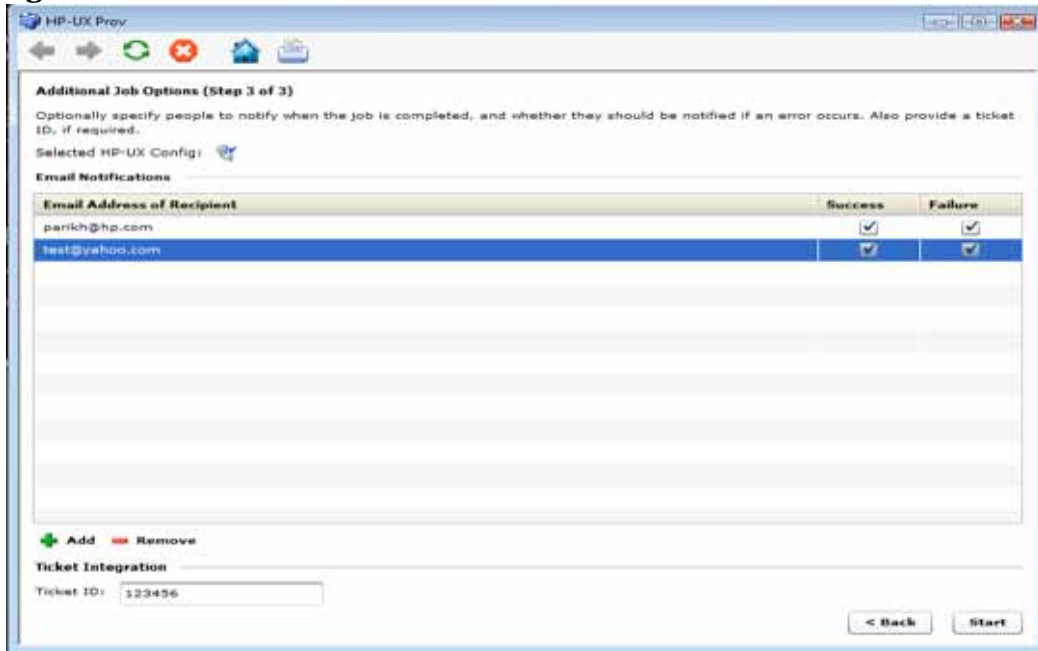 HP-UX Prov
Additional Job Options (Step 3 of 3)
Optionally specify people to notify when the job is completed, and whether they should be notified if an error occurs. Also provide a ticket
ID, if required.
Selected HP-UX Config:
Email Notifications
Email Address of Recipient Success Failure
parikh@hp.com
test@yahoo.com
Add Remove
Ticket Integration
Ticket ID: 123456
< Back Start